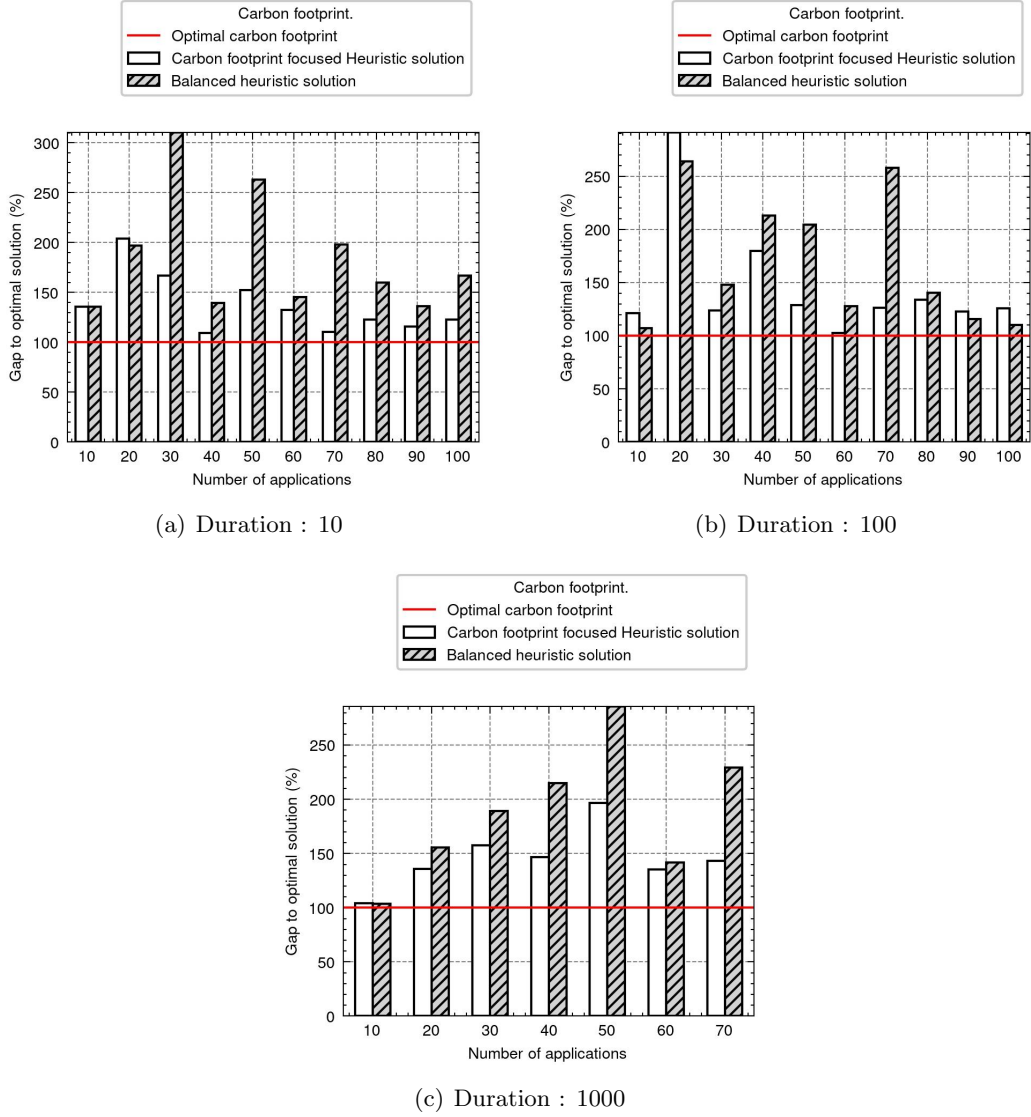 Carbon footprint.
Optimal carbon footprint
Carbon footprint focused Heuristic solution
Balanced heuristic solution
Gap to optimal solution (%)
300
250
200
150
100
50
0
10 20 30 40 50 60 70 80 90 100
Number of applications
(a) Duration : 10
Carbon footprint.
Optimal carbon footprint
Carbon footprint focused Heuristic solution
Balanced heuristic solution
Gap to optimal solution (%)
250
200
150
100
50
0
10 20 30 40 50 60 70 80 90 100
Number of applications
(b) Duration : 100
Carbon footprint.
Optimal carbon footprint
Carbon footprint focused Heuristic solution
Balanced heuristic solution
Gap to optimal solution (%)
250
200
150
100
50
0
10 20 30 40 50 60 70
Number of applications
(c) Duration : 1000